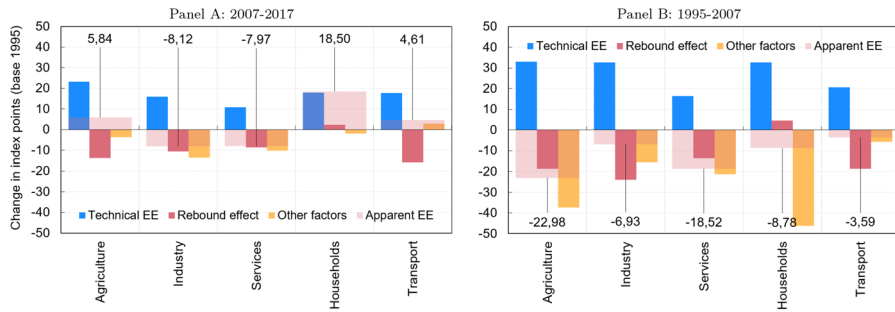 Panel A: 2007-2017
Change in index points (base 1995)
50
40
30
20
10
0
-10
-20
-30
-40
-50
5,84
-8,12
-7,97
18,50
4,61
Technical EE
Rebound effect
Other factors
Apparent EE
Agriculture
Industry
Services
Households
Transport
Panel B: 1995-2007
50
40
30
20
10
0
-10
-20
-30
-40
-50
Technical EE
Rebound effect
Other factors
Apparent EE
-22,98
-6,93
-18,52
-8,78
-3,59
Agriculture
Industry
Services
Households
Transport